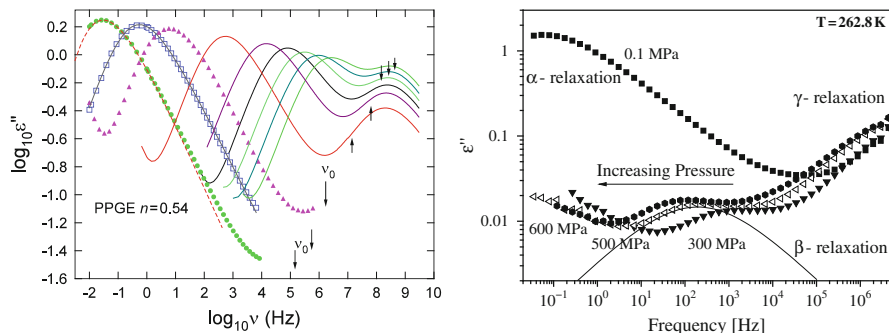 0.2
0.0
-0.2
-0.4
-0.6
-0.8
-1.0
-1.2
-1.4
-1.6
log₁₀ε"
PPGE n=0.54
ν₀
ν₀
-2 -1 0 1 2 3 4 5 6 7 8 9 10
log₁₀ν (Hz)
T=262.8K
1
0.1
0.01
ε"
0.1 MPa
α- relaxation
γ- relaxation
Increasing Pressure
600 MPa
500 MPa
300 MPa
β- relaxation
10⁻¹ 10⁰ 10¹ 10² 10³ 10⁴ 10⁵ 10⁶
Frequency [Hz]